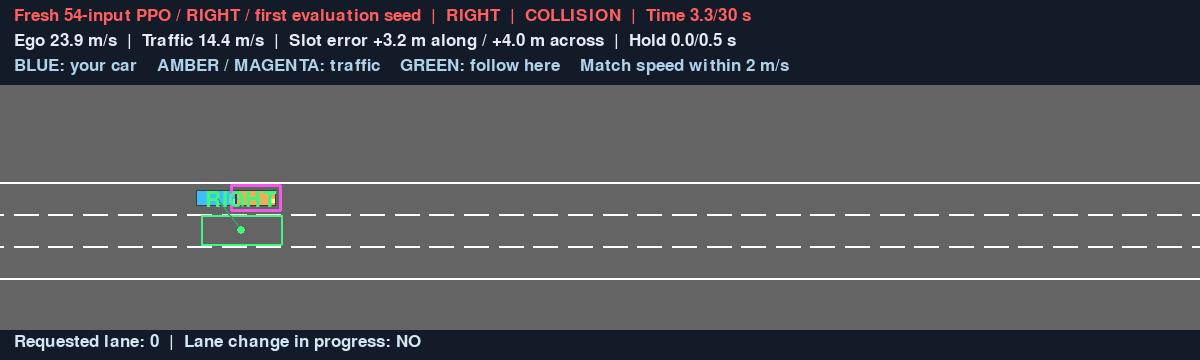 Fresh 54-input PPO / RIGHT / first evaluation seed | RIGHT | COLLISION | Time 3.3/30 s
Ego 23.9 m/s | Traffic 14.4 m/s | Slot error +3.2 m along / +4.0 m across | Hold 0.0/0.5 s
BLUE: your car AMBER / MAGENTA: traffic GREEN: follow here Match speed within 2 m/s
RIGHT
Requested lane: 0 | Lane change in progress: NO